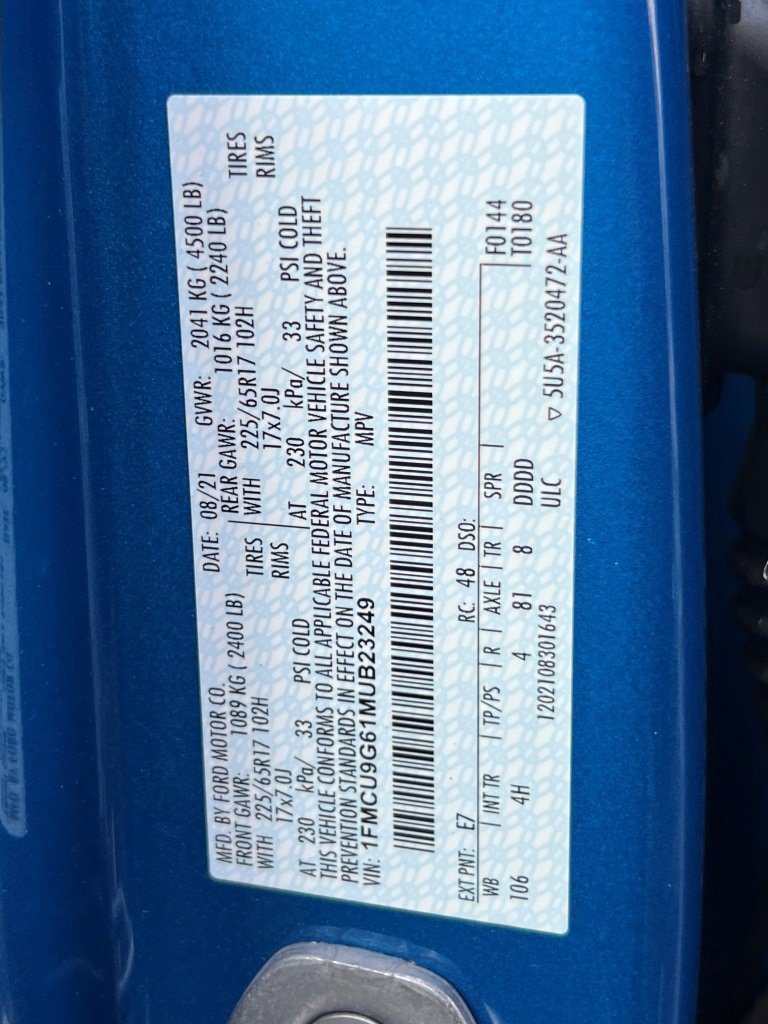 MFD. BY FORD MOTOR CO. DATE: 08/21 GVWR: 2041 KG ( 4500 LB)
FRONT GAWR: 1089 KG ( 2400 LB) REAR GAWR: 1016 KG ( 2240 LB)
WITH 225/65R17 102H TIRES WITH 225/65R17 102H TIRES
17x7.0J RIMS 17x7.0J RIMS
AT 230 kPa/ 33 PSI COLD AT 230 kPa/ 33 PSI COLD
THIS VEHICLE CONFORMS TO ALL APPLICABLE FEDERAL MOTOR VEHICLE SAFETY AND THEFT
PREVENTION STANDARDS IN EFFECT ON THE DATE OF MANUFACTURE SHOWN ABOVE.
VIN: 1FMCU9G61MUB23249 TYPE: MPV
EXT PNT: E7 RC: 48 DSO: F0144
WB INT TR TP/PS R AXLE TR SPR T0180
106 4H 4 81 8 DDDD
1202108301643 ULC ▽ 5U5A-3520472-AA